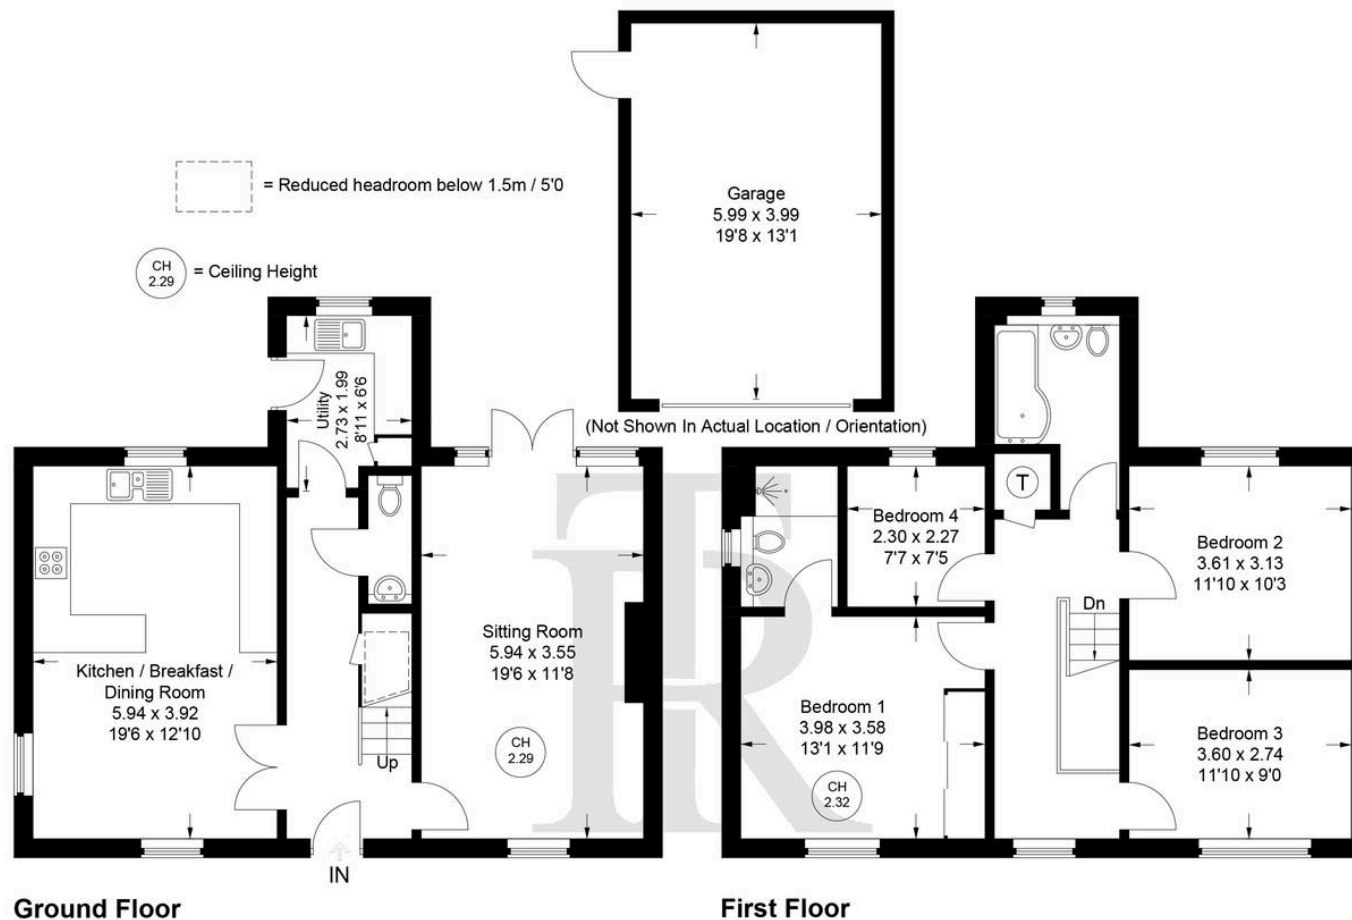 Garage
5.99 x 3.99
19'8 x 13'1
= Reduced headroom below 1.5m / 5'0
CH
2.29
= Ceiling Height
(Not Shown In Actual Location / Orientation)
Utility
2.73 x 1.99
8'11 x 6'6
Kitchen / Breakfast /
Dining Room
5.94 x 3.92
19'6 x 12'10
Sitting Room
5.94 x 3.55
19'6 x 11'8
CH
2.29
Up
IN
Ground Floor
T
Bedroom 4
2.30 x 2.27
7'7 x 7'5
Bedroom 2
3.61 x 3.13
11'10 x 10'3
Dn
Bedroom 1
3.98 x 3.58
13'1 x 11'9
CH
2.32
Bedroom 3
3.60 x 2.74
11'10 x 9'0
First Floor
TR